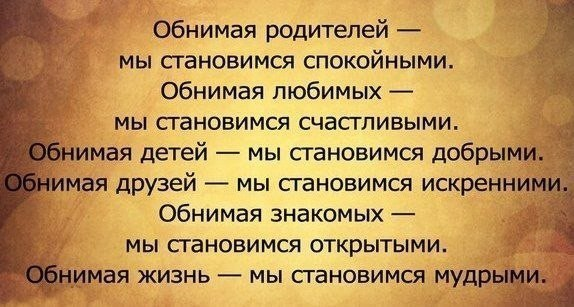 Обнимая родителей —
мы становимся спокойными.
Обнимая любимых —
мы становимся счастливыми.
Обнимая детей — мы становимся добрыми.
Обнимая друзей — мы становимся искренними.
Обнимая знакомых —
мы становимся открытыми.
Обнимая жизнь — мы становимся мудрыми.